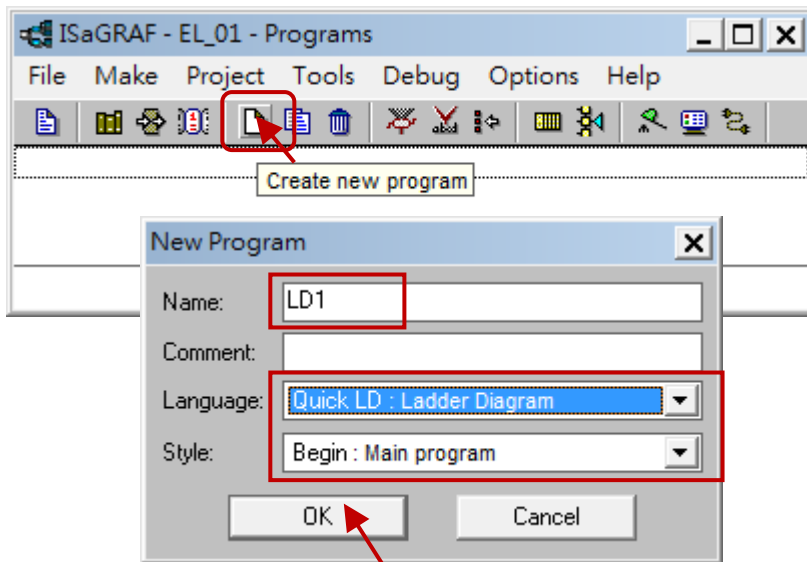 ISaGRAF - EL_01 - Programs
File Make Project Tools Debug Options Help
Create new program
New Program
Name: LD1
Comment:
Language: Quick LD : Ladder Diagram
Style: Begin : Main program
OK Cancel